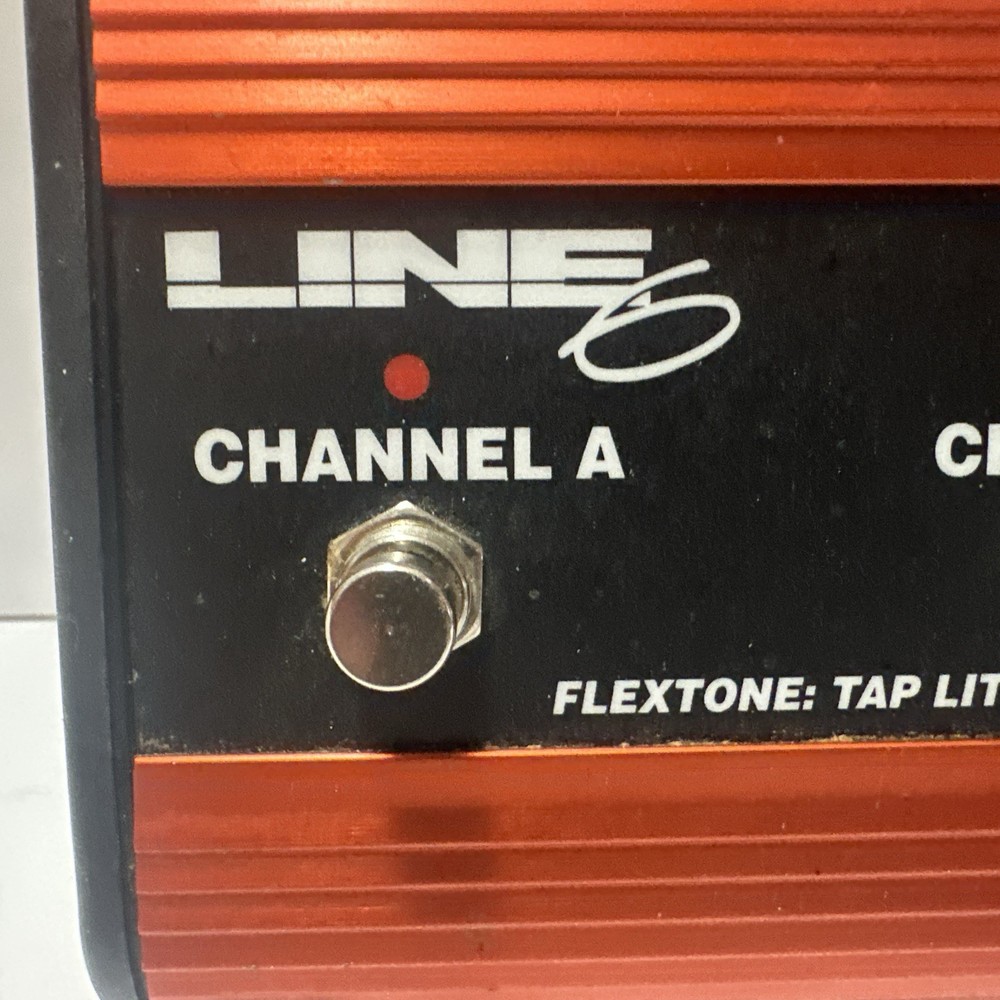 LINE 6
CHANNEL A
FLEXTONE: TAP